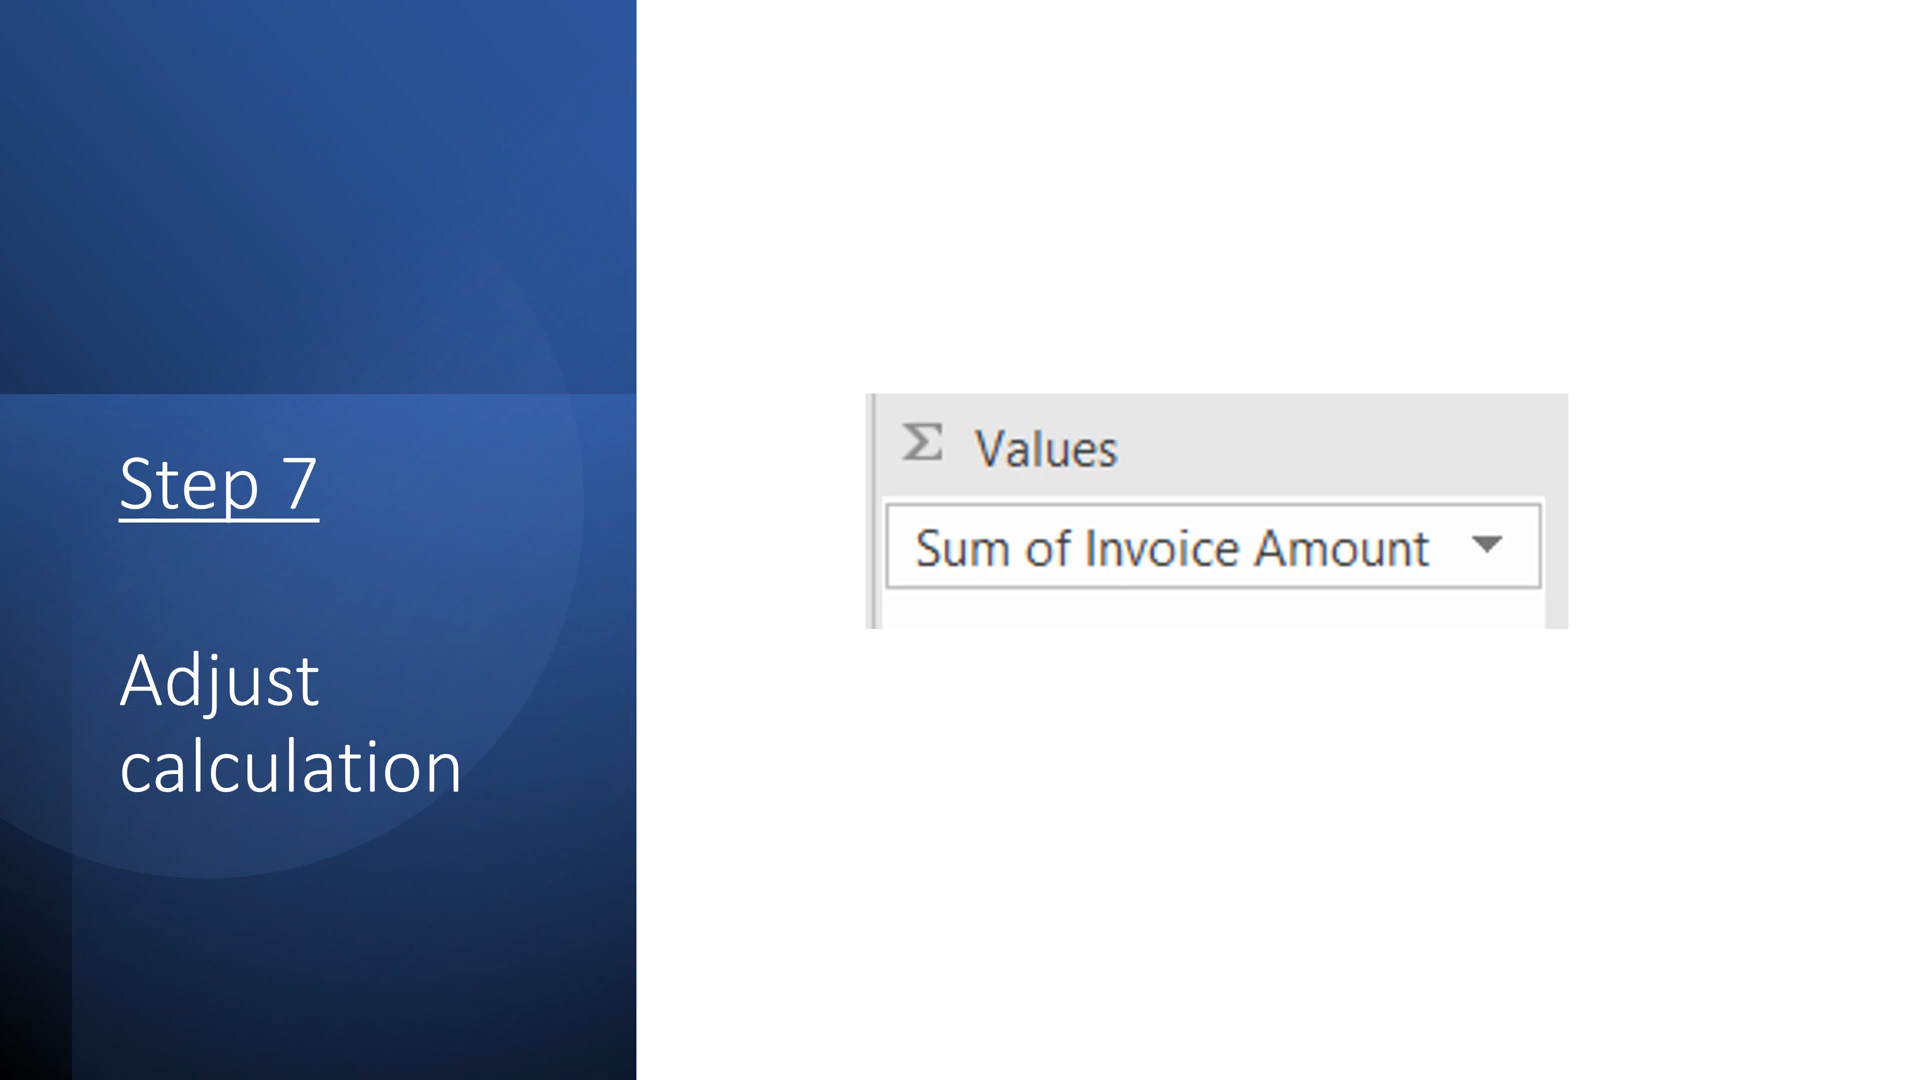 Step 7
Adjust
calculation
Σ Values
Sum of Invoice Amount